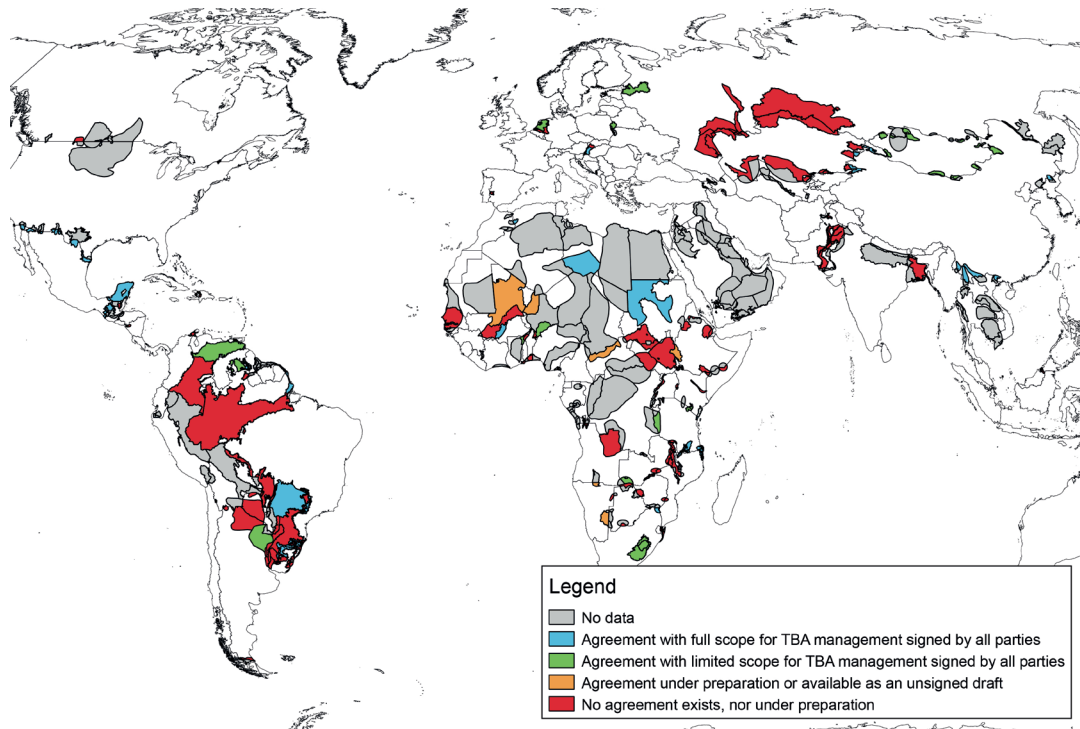 Legend
No data
Agreement with full scope for TBA management signed by all parties
Agreement with limited scope for TBA management signed by all parties
Agreement under preparation or available as an unsigned draft
No agreement exists, nor under preparation